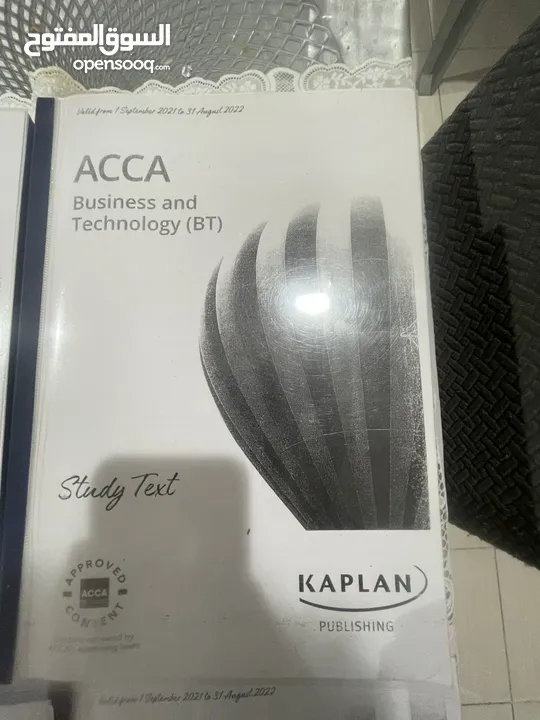 السوق المفتوح
opensooq.com
Valid from 1 September 2021 to 31 August 2022
ACCA
Business and
Technology (BT)
Study Text
APPROVED
ACCA
CONTENT
KAPLAN
PUBLISHING
Valid from 1 September 2021 to 31 August 2022